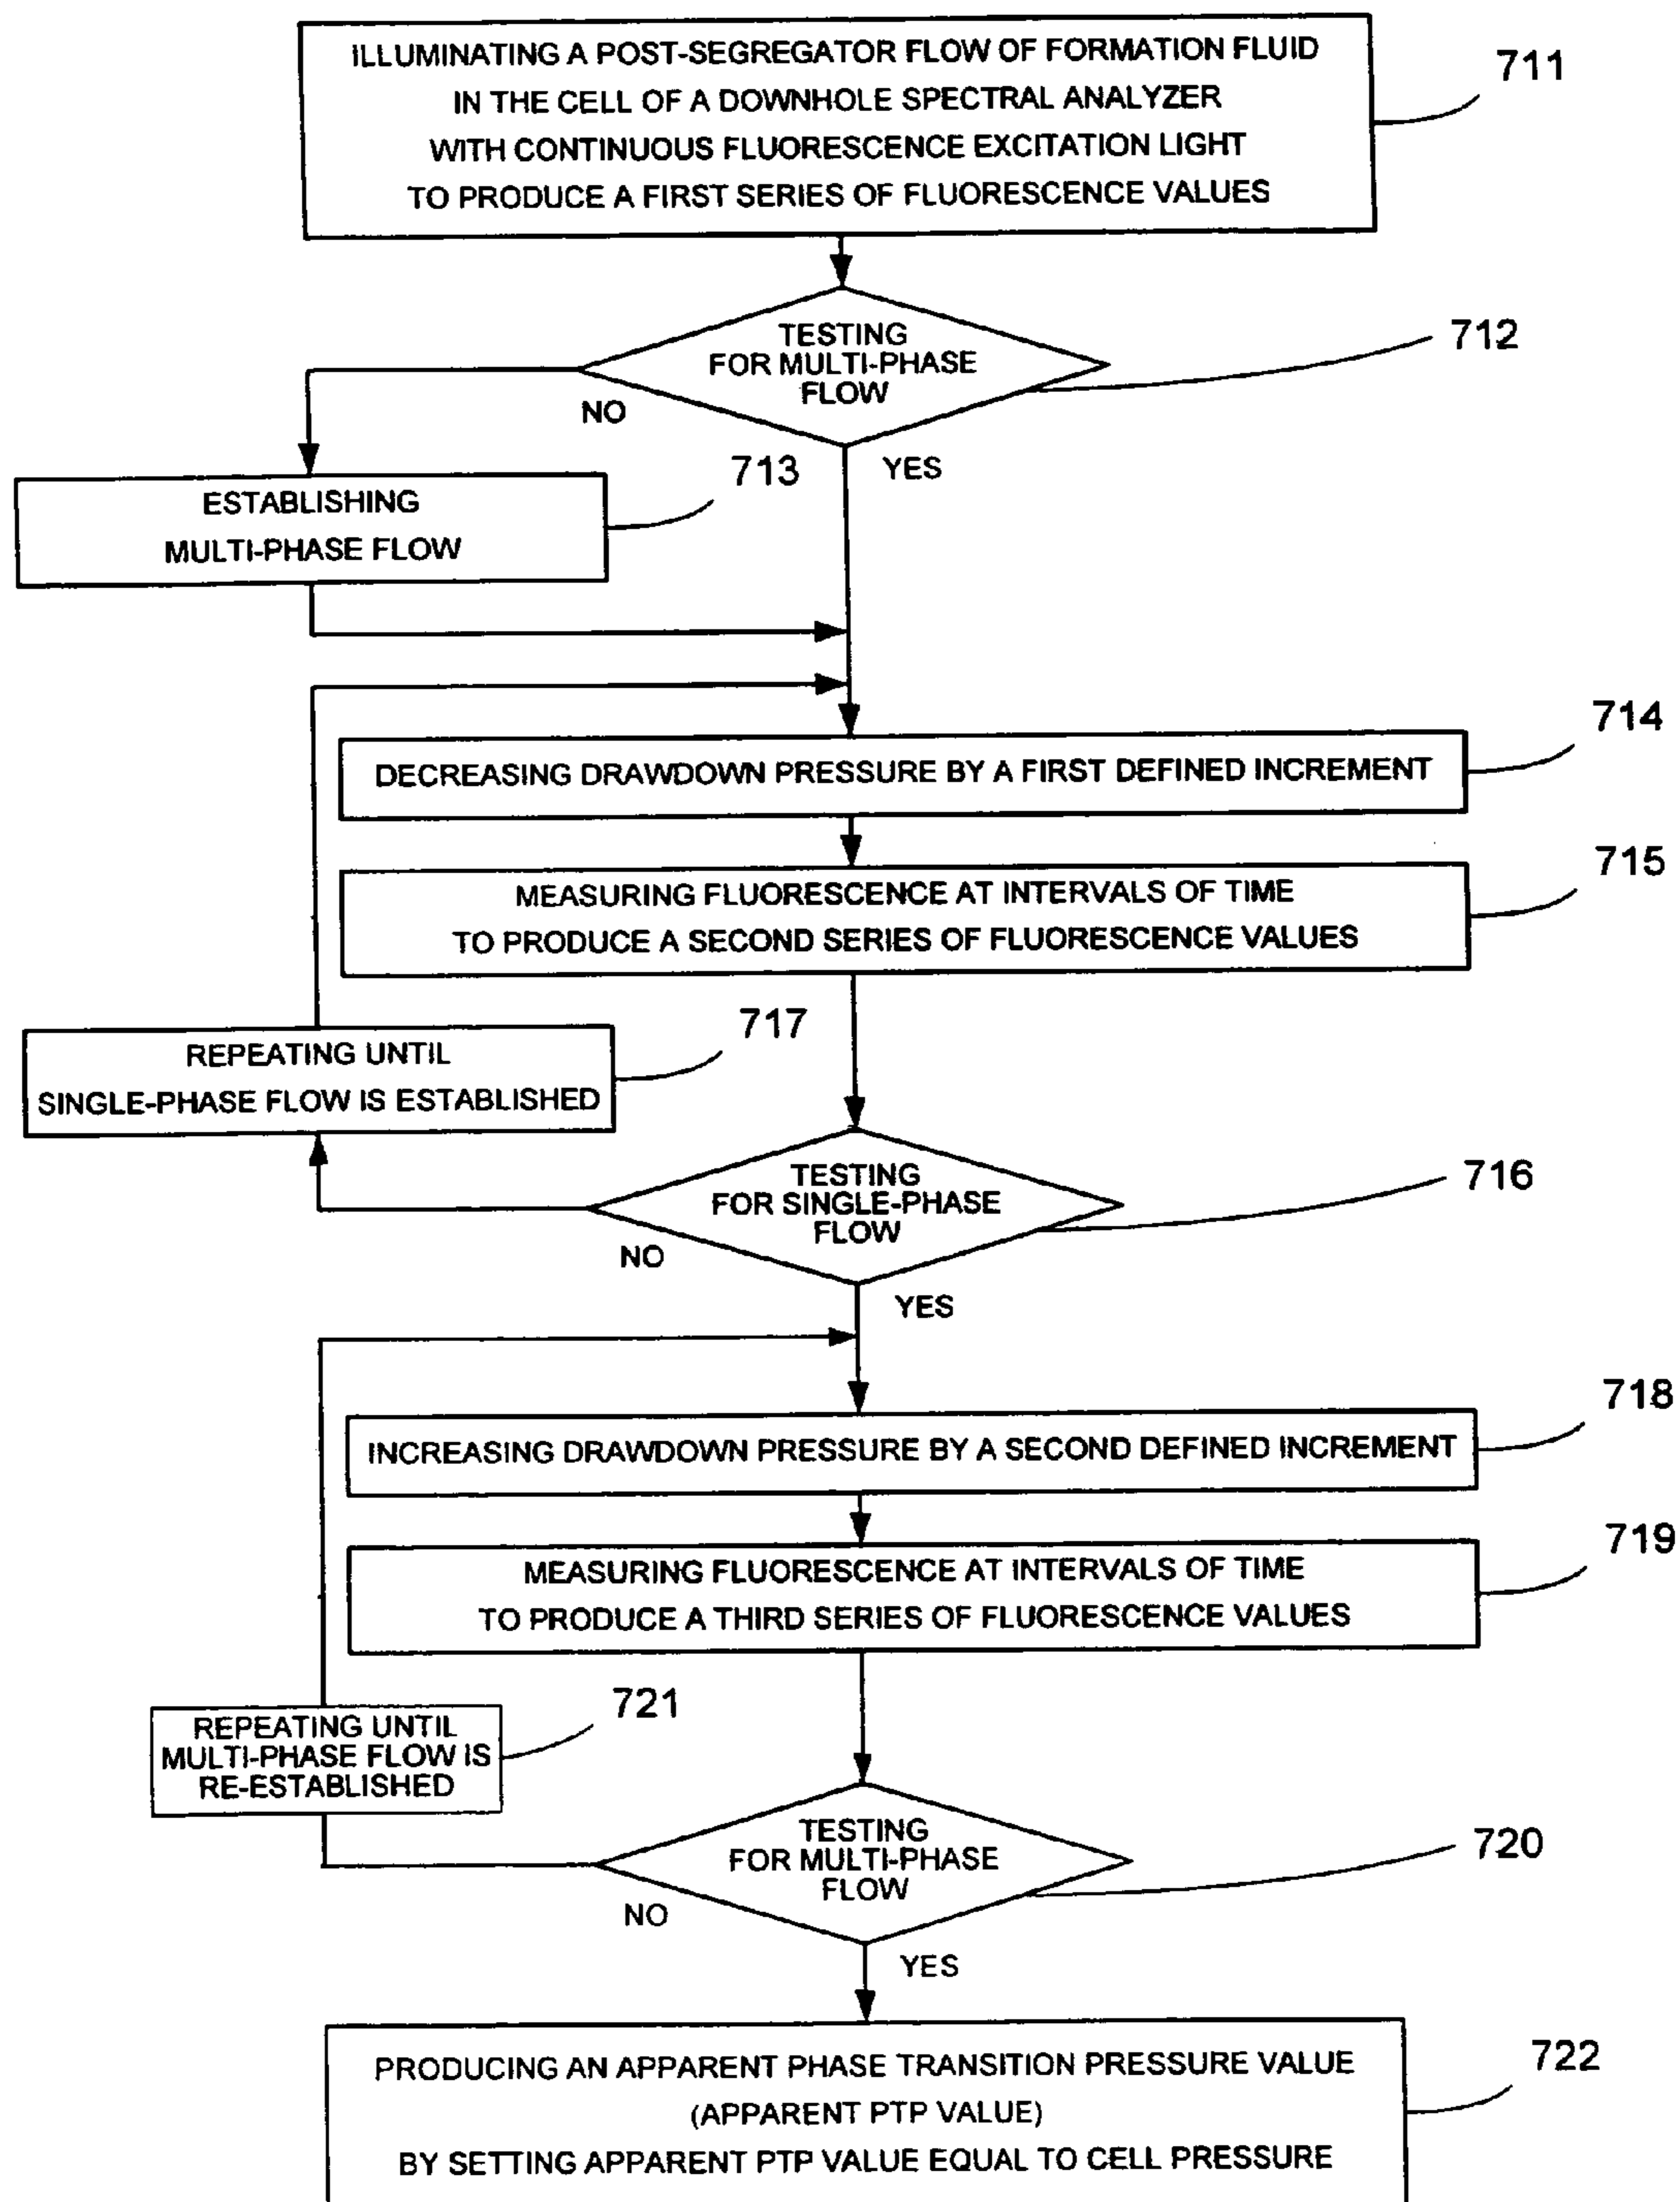 ILLUMINATING A POST-SEGREGATOR FLOW OF FORMATION FLUID
IN THE CELL OF A DOWNHOLE SPECTRAL ANALYZER
WITH CONTINUOUS FLUORESCENCE EXCITATION LIGHT
TO PRODUCE A FIRST SERIES OF FLUORESCENCE VALUES
711
TESTING
FOR MULTI-PHASE
FLOW
712
NO
YES
ESTABLISHING
MULTI-PHASE FLOW
713
DECREASING DRAWDOWN PRESSURE BY A FIRST DEFINED INCREMENT
714
MEASURING FLUORESCENCE AT INTERVALS OF TIME
TO PRODUCE A SECOND SERIES OF FLUORESCENCE VALUES
715
REPEATING UNTIL
SINGLE-PHASE FLOW IS ESTABLISHED
717
TESTING
FOR SINGLE-PHASE
FLOW
716
NO
YES
INCREASING DRAWDOWN PRESSURE BY A SECOND DEFINED INCREMENT
718
MEASURING FLUORESCENCE AT INTERVALS OF TIME
TO PRODUCE A THIRD SERIES OF FLUORESCENCE VALUES
719
REPEATING UNTIL
MULTI-PHASE FLOW IS
RE-ESTABLISHED
721
TESTING
FOR MULTI-PHASE
FLOW
720
NO
YES
PRODUCING AN APPARENT PHASE TRANSITION PRESSURE VALUE
(APPARENT PTP VALUE)
BY SETTING APPARENT PTP VALUE EQUAL TO CELL PRESSURE
722